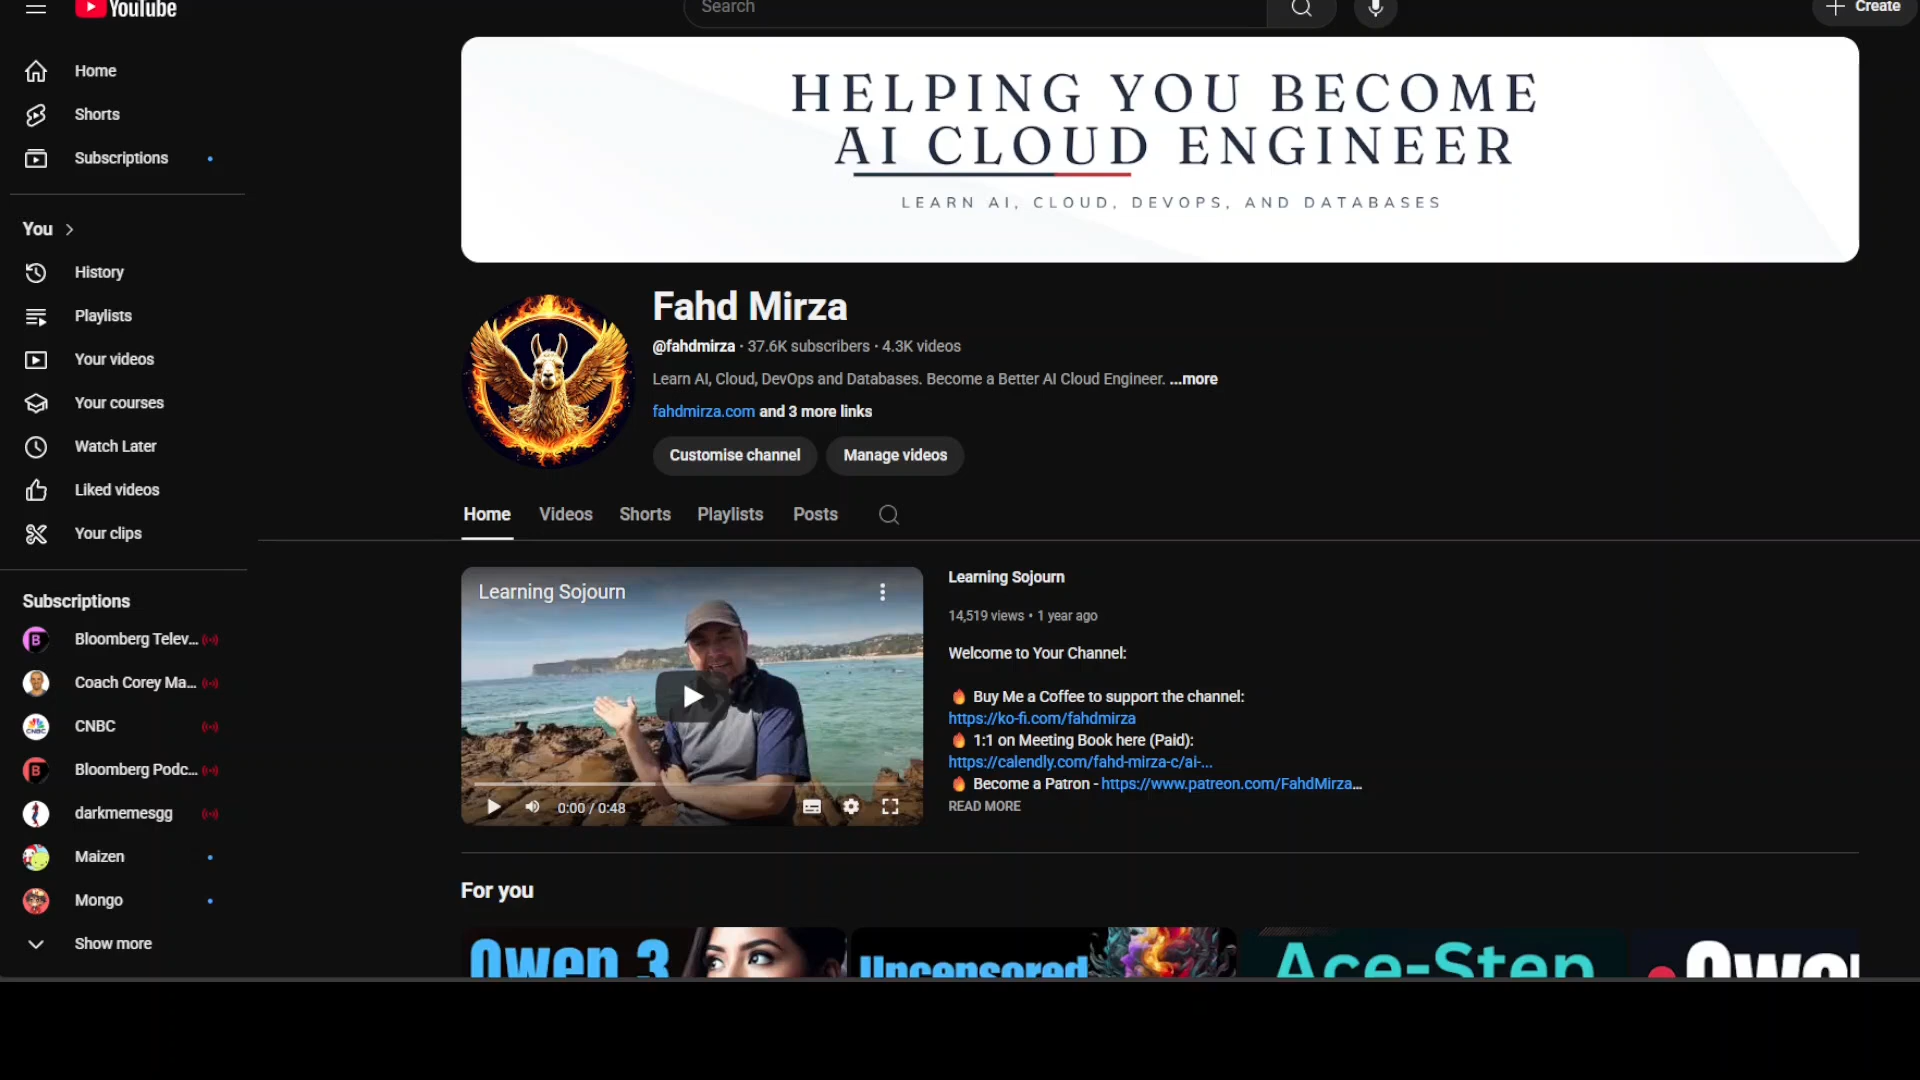 YouTube
Search
Create
Home
Shorts
Subscriptions
You
History
Playlists
Your videos
Your courses
Watch Later
Liked videos
Your clips
Subscriptions
Bloomberg Telev...
Coach Corey Ma...
CNBC
Bloomberg Podc...
darkmemesgg
Maizen
Mongo
Show more
HELPING YOU BECOME
AI CLOUD ENGINEER
LEARN AI, CLOUD, DEVOPS, AND DATABASES
Fahd Mirza
@fahdmirza · 37.6K subscribers · 4.3K videos
Learn AI, Cloud, DevOps and Databases. Become a Better AI Cloud Engineer. ...more
fahdmirza.com and 3 more links
Customise channel Manage videos
Home Videos Shorts Playlists Posts
Learning Sojourn
0:00 / 0:48
Learning Sojourn
14,519 views • 1 year ago
Welcome to Your Channel:
🔥 Buy Me a Coffee to support the channel:
https://ko-fi.com/fahdmirza
🔥 1:1 on Meeting Book here (Paid):
https://calendly.com/fahd-mirza-c/ai-...
🔥 Become a Patron - https://www.patreon.com/FahdMirza...
READ MORE
For you
Qwen 3 Uncensored Ace-Step